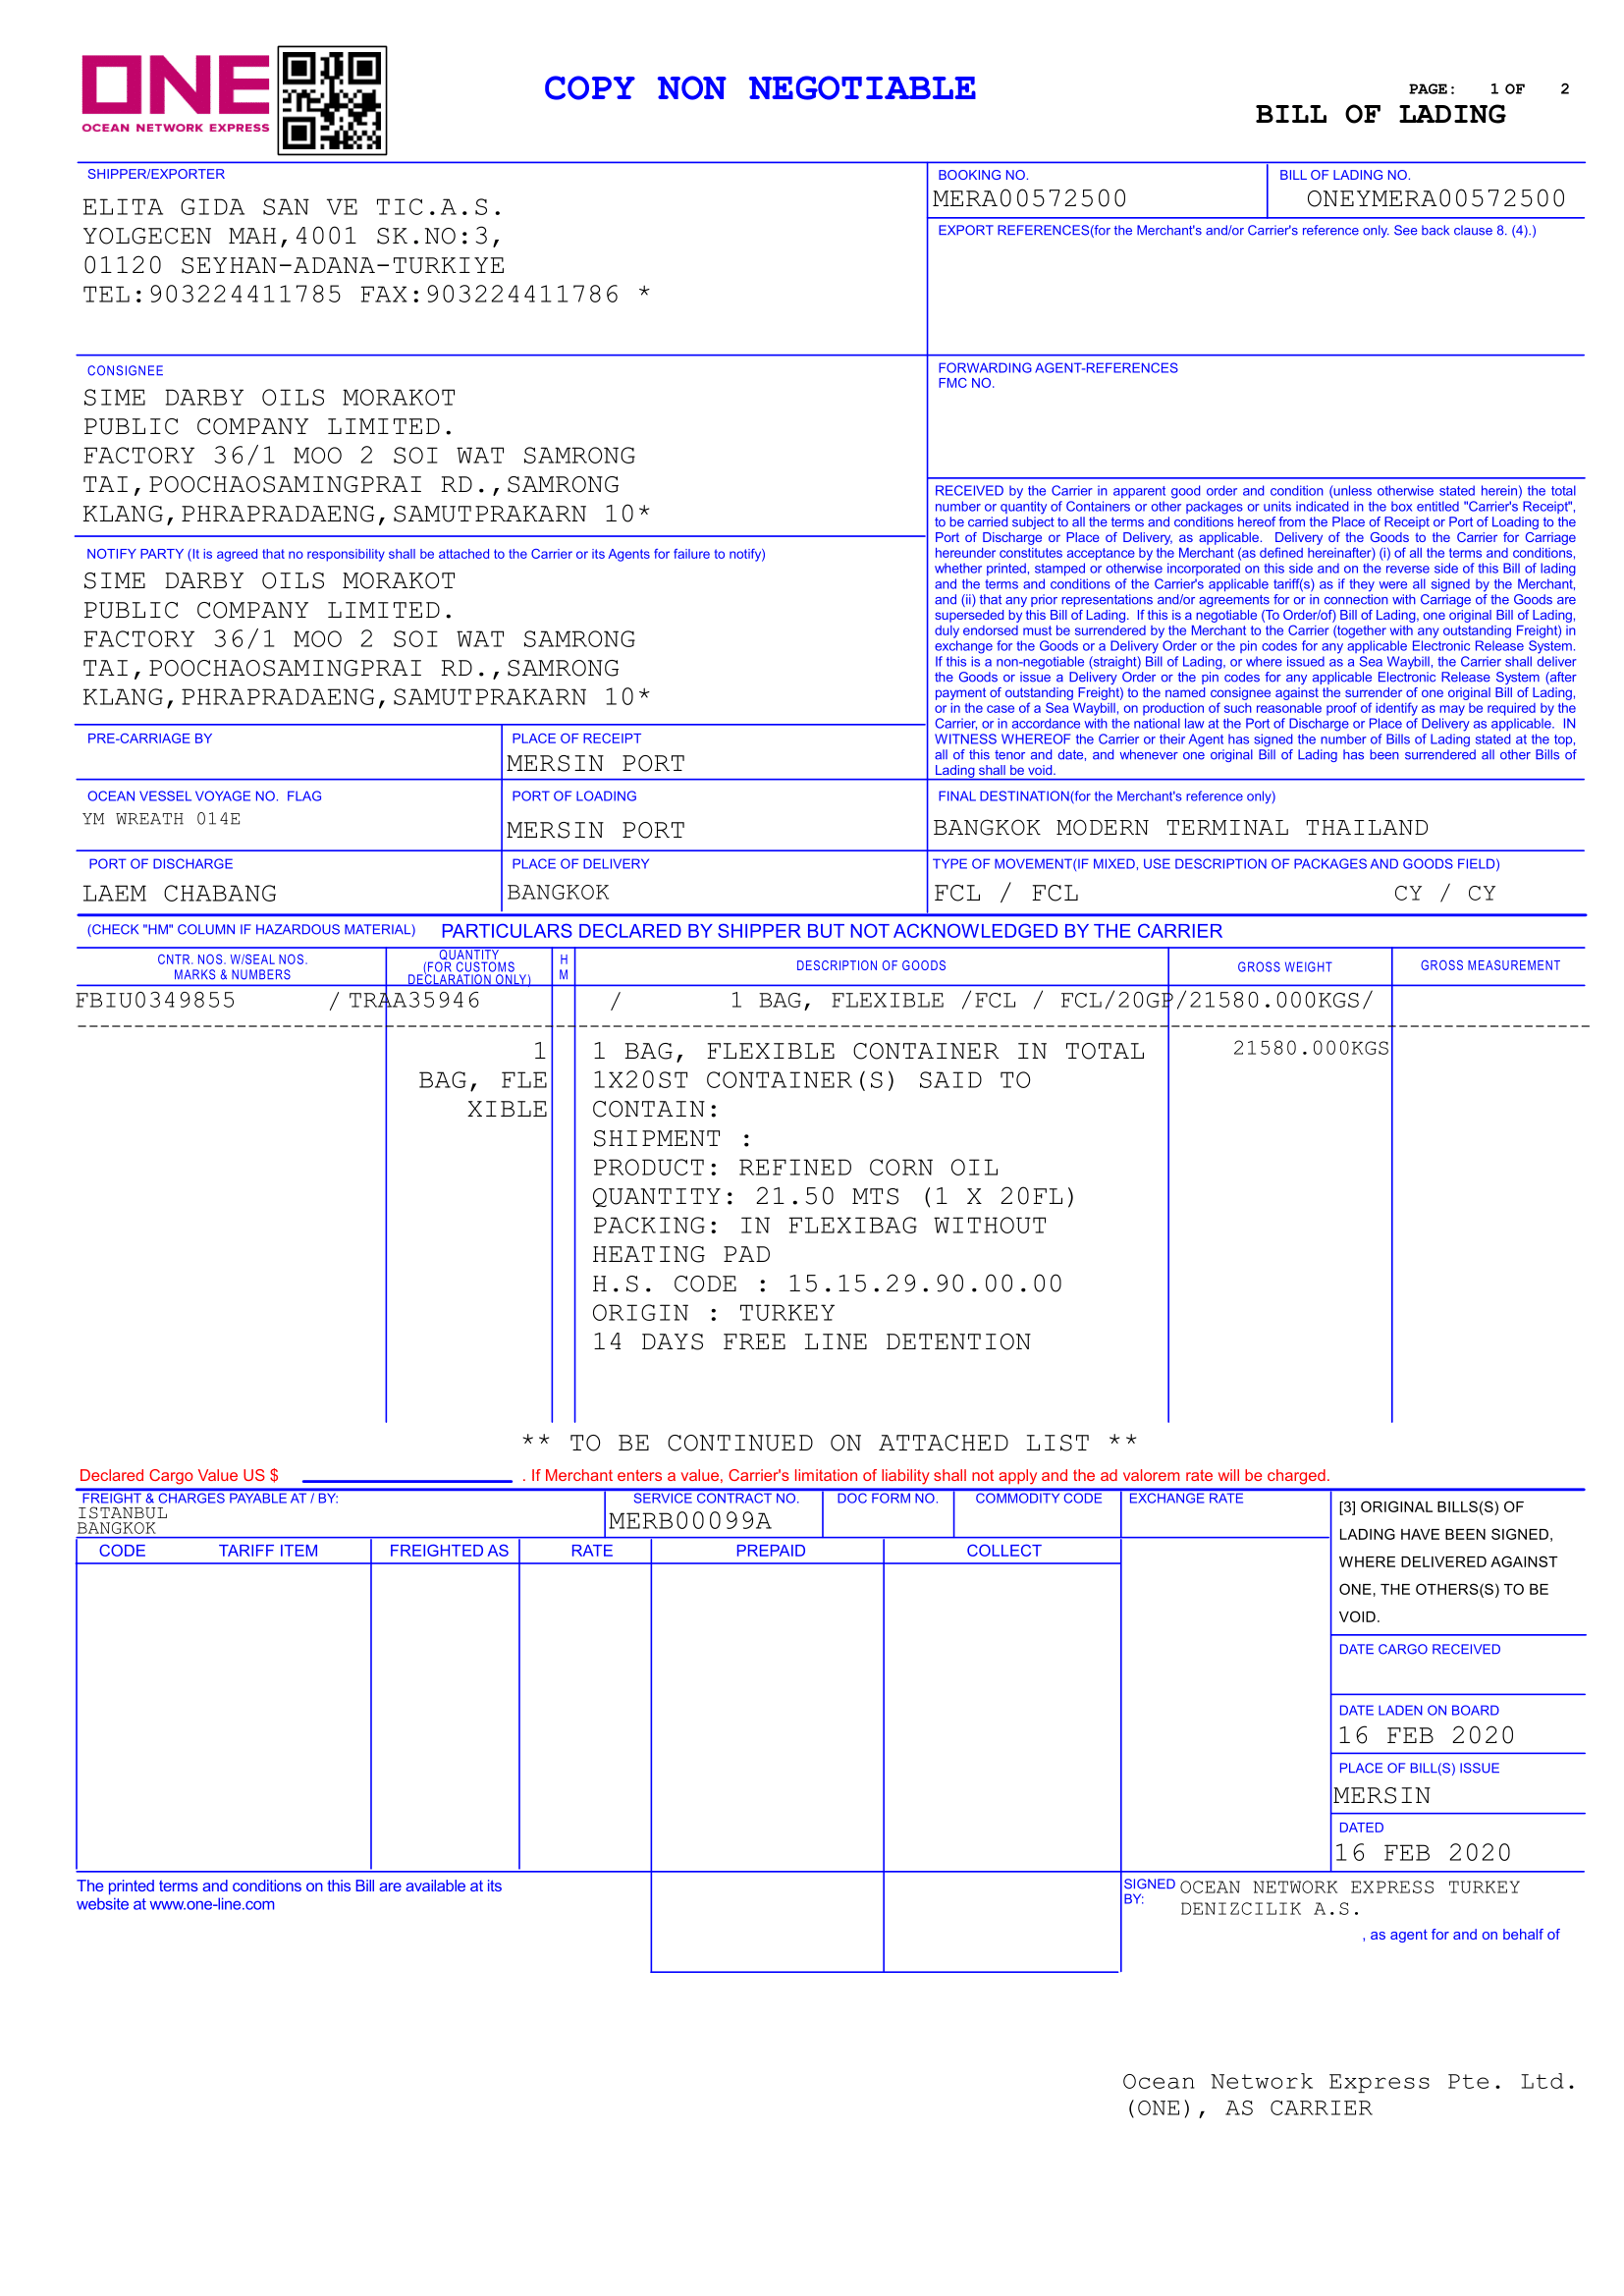 ONE
OCEAN NETWORK EXPRESS
COPY NON NEGOTIABLE
PAGE: 1 OF 2
BILL OF LADING
SHIPPER/EXPORTER
ELITA GIDA SAN VE TIC.A.S.
YOLGECEN MAH,4001 SK.NO:3,
01120 SEYHAN-ADANA-TURKIYE
TEL:903224411785 FAX:903224411786 *
BOOKING NO.
MERA00572500
BILL OF LADING NO.
ONEYMERA00572500
EXPORT REFERENCES(for the Merchant's and/or Carrier's reference only. See back clause 8. (4).)
CONSIGNEE
SIME DARBY OILS MORAKOT
PUBLIC COMPANY LIMITED.
FACTORY 36/1 MOO 2 SOI WAT SAMRONG
TAI,POOCHAOSAMINGPRAI RD.,SAMRONG
KLANG,PHRAPRADAENG,SAMUTPRAKARN 10*
FORWARDING AGENT-REFERENCES
FMC NO.
NOTIFY PARTY (It is agreed that no responsibility shall be attached to the Carrier or its Agents for failure to notify)
SIME DARBY OILS MORAKOT
PUBLIC COMPANY LIMITED.
FACTORY 36/1 MOO 2 SOI WAT SAMRONG
TAI,POOCHAOSAMINGPRAI RD.,SAMRONG
KLANG,PHRAPRADAENG,SAMUTPRAKARN 10*
RECEIVED by the Carrier in apparent good order and condition (unless otherwise stated herein) the total
number or quantity of Containers or other packages or units indicated in the box entitled "Carrier's Receipt",
to be carried subject to all the terms and conditions hereof from the Place of Receipt or Port of Loading to the
Port of Discharge or Place of Delivery, as applicable. Delivery of the Goods to the Carrier for Carriage
hereunder constitutes acceptance by the Merchant (as defined hereinafter) (i) of all the terms and conditions,
whether printed, stamped or otherwise incorporated on this side and on the reverse side of this Bill of lading
and the terms and conditions of the Carrier's applicable tariff(s) as if they were all signed by the Merchant,
and (ii) that any prior representations and/or agreements for or in connection with Carriage of the Goods are
superseded by this Bill of Lading. If this is a negotiable (To Order/of) Bill of Lading, one original Bill of Lading,
duly endorsed must be surrendered by the Merchant to the Carrier (together with any outstanding Freight) in
exchange for the Goods or a Delivery Order or the pin codes for any applicable Electronic Release System.
If this is a non-negotiable (straight) Bill of Lading, or where issued as a Sea Waybill, the Carrier shall deliver
the Goods or issue a Delivery Order or the pin codes for any applicable Electronic Release System (after
payment of outstanding Freight) to the named consignee against the surrender of one original Bill of Lading,
or in the case of a Sea Waybill, on production of such reasonable proof of identify as may be required by the
Carrier, or in accordance with the national law at the Port of Discharge or Place of Delivery as applicable. IN
WITNESS WHEREOF the Carrier or their Agent has signed the number of Bills of Lading stated at the top,
all of this tenor and date, and whenever one original Bill of Lading has been surrendered all other Bills of
Lading shall be void.
PRE-CARRIAGE BY
PLACE OF RECEIPT
MERSIN PORT
OCEAN VESSEL VOYAGE NO. FLAG
YM WREATH 014E
PORT OF LOADING
MERSIN PORT
FINAL DESTINATION(for the Merchant's reference only)
BANGKOK MODERN TERMINAL THAILAND
PORT OF DISCHARGE
LAEM CHABANG
PLACE OF DELIVERY
BANGKOK
TYPE OF MOVEMENT(IF MIXED, USE DESCRIPTION OF PACKAGES AND GOODS FIELD)
FCL / FCL CY / CY
(CHECK "HM" COLUMN IF HAZARDOUS MATERIAL) PARTICULARS DECLARED BY SHIPPER BUT NOT ACKNOWLEDGED BY THE CARRIER
CNTR. NOS. W/SEAL NOS.
MARKS & NUMBERS
QUANTITY
(FOR CUSTOMS
DECLARATION ONLY)
H
M
DESCRIPTION OF GOODS
GROSS WEIGHT
GROSS MEASUREMENT
FBIU0349855 / TRAA35946 / 1 BAG, FLEXIBLE /FCL / FCL/20GP/21580.000KGS/
1
BAG, FLE
XIBLE
1 BAG, FLEXIBLE CONTAINER IN TOTAL
1X20ST CONTAINER(S) SAID TO
CONTAIN:
SHIPMENT :
PRODUCT: REFINED CORN OIL
QUANTITY: 21.50 MTS (1 X 20FL)
PACKING: IN FLEXIBAG WITHOUT
HEATING PAD
H.S. CODE : 15.15.29.90.00.00
ORIGIN : TURKEY
14 DAYS FREE LINE DETENTION
21580.000KGS
** TO BE CONTINUED ON ATTACHED LIST **
Declared Cargo Value US $ . If Merchant enters a value, Carrier's limitation of liability shall not apply and the ad valorem rate will be charged.
FREIGHT & CHARGES PAYABLE AT / BY:
ISTANBUL
BANGKOK
SERVICE CONTRACT NO.
MERB00099A
DOC FORM NO.
COMMODITY CODE
EXCHANGE RATE
[3] ORIGINAL BILLS(S) OF
LADING HAVE BEEN SIGNED,
WHERE DELIVERED AGAINST
ONE, THE OTHERS(S) TO BE
VOID.
CODE TARIFF ITEM FREIGHTED AS RATE PREPAID COLLECT
DATE CARGO RECEIVED
DATE LADEN ON BOARD
16 FEB 2020
PLACE OF BILL(S) ISSUE
MERSIN
DATED
16 FEB 2020
The printed terms and conditions on this Bill are available at its
website at www.one-line.com
SIGNED
BY:
OCEAN NETWORK EXPRESS TURKEY
DENIZCILIK A.S.
, as agent for and on behalf of
Ocean Network Express Pte. Ltd.
(ONE), AS CARRIER